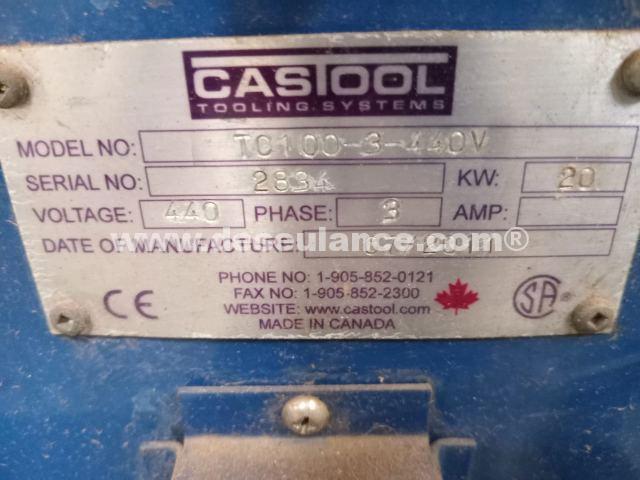 CASTOOL
TOOLING SYSTEMS
MODEL NO: TC100-3-440V
SERIAL NO: 2834 KW: 20
VOLTAGE: 440 PHASE: 3 AMP:
DATE OF MANUFACTURE:
www.dassulance.com®
PHONE NO: 1-905-852-0121
FAX NO: 1-905-852-2300
WEBSITE: www.castool.com
MADE IN CANADA
CE
SA